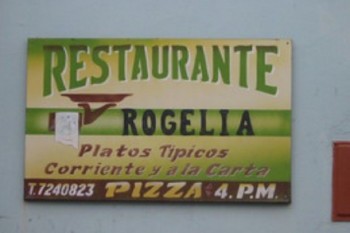 RESTAURANTE
ROGELIA
Platos Tipicos
Corriente y a la Carta
T.7240823 PIZZA 4. P.M.